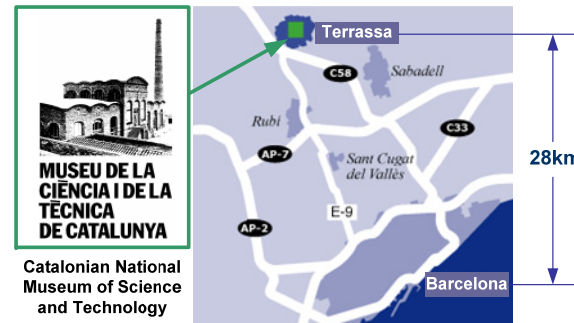 MUSEU DE LA
CIÈNCIA I DE LA
TÈCNICA
DE CATALUNYA
Catalonian National
Museum of Science
and Technology
Terrassa
C58
Sabadell
Rubí
C33
AP-7
Sant Cugat
del Vallès
28km
E-9
AP-2
Barcelona